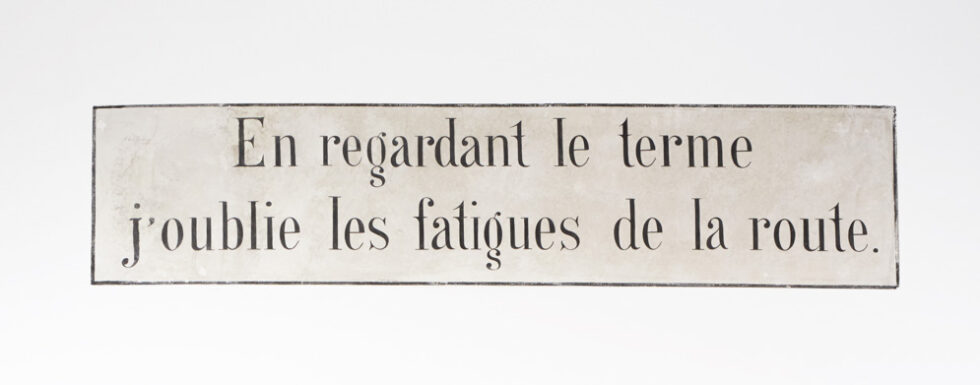 En regardant le terme
j'oublie les fatigues de la route.